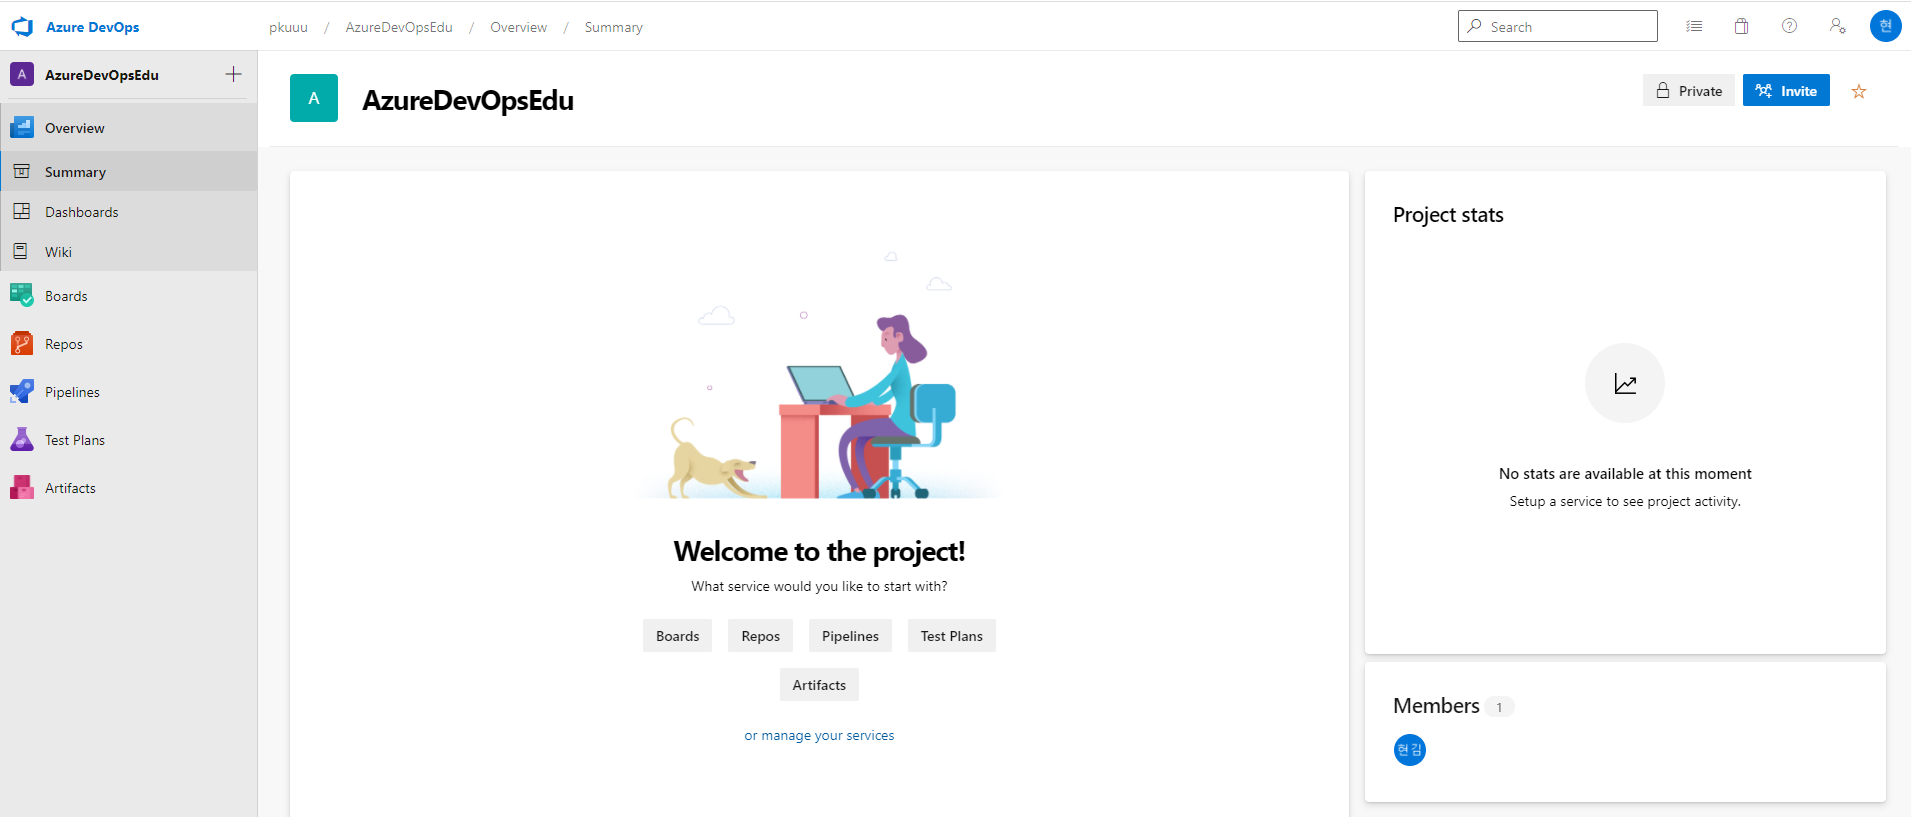 Azure DevOps
pkuuu / AzureDevOpsEdu / Overview / Summary
Search
현
A AzureDevOpsEdu
Overview
Summary
Dashboards
Wiki
Boards
Repos
Pipelines
Test Plans
Artifacts
A AzureDevOpsEdu
Private
Invite
Welcome to the project!
What service would you like to start with?
Boards Repos Pipelines Test Plans
Artifacts
or manage your services
Project stats
No stats are available at this moment
Setup a service to see project activity.
Members 1
현김